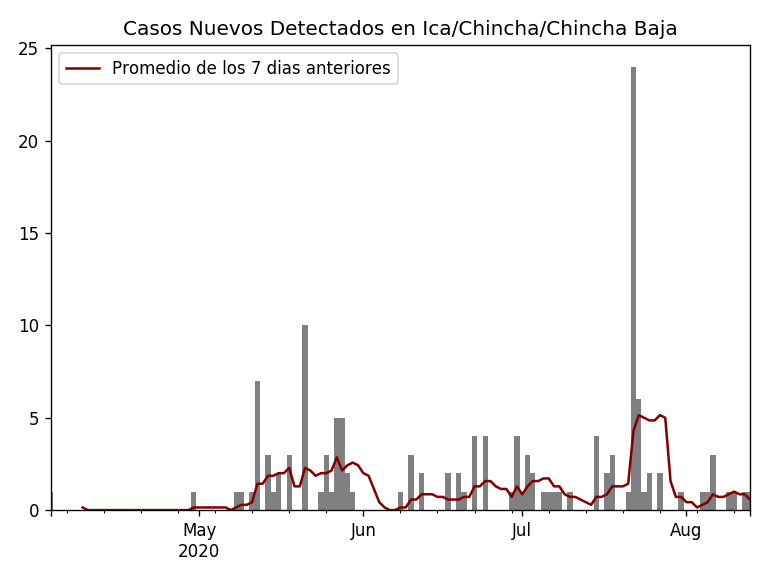 Casos Nuevos Detectados en Ica/Chincha/Chincha Baja
Promedio de los 7 dias anteriores
25
20
15
10
5
0
May Jun Jul Aug
2020